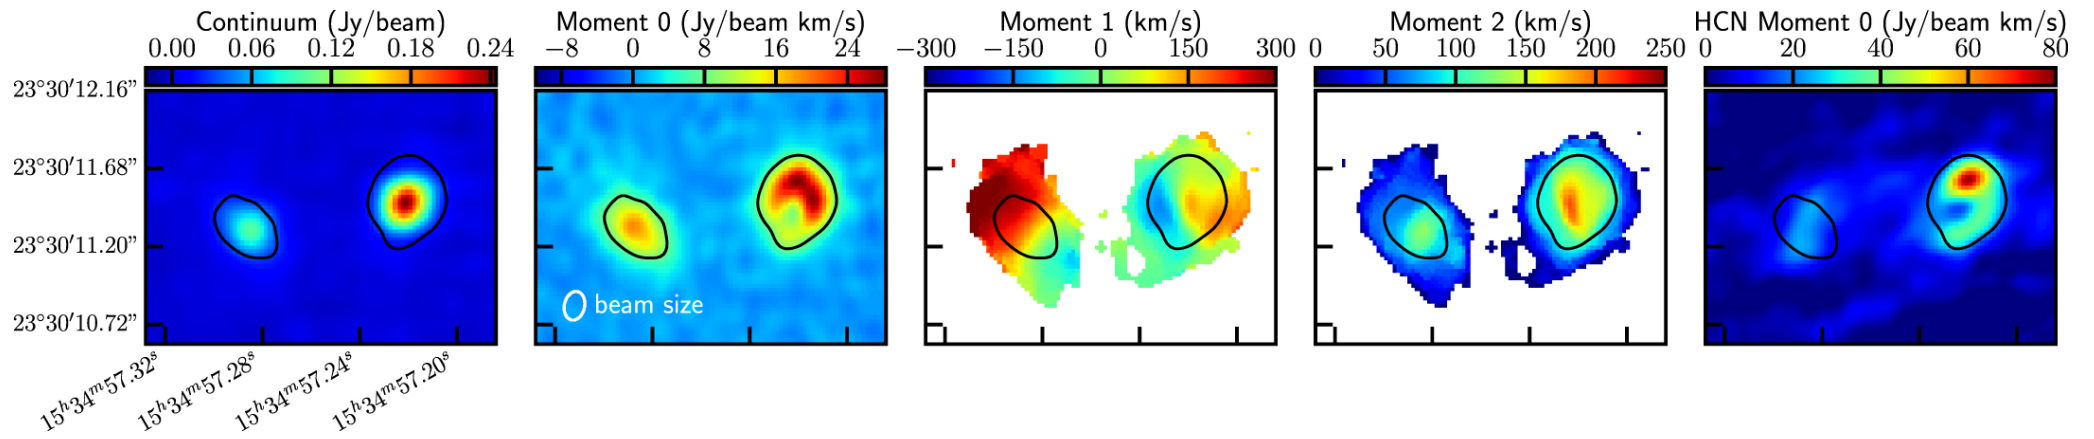 Continuum (Jy/beam)
0.00 0.06 0.12 0.18 0.24
Moment 0 (Jy/beam km/s)
−8 0 8 16 24
Moment 1 (km/s)
−300 −150 0 150 300
Moment 2 (km/s)
0 50 100 150 200 250
HCN Moment 0 (Jy/beam km/s)
0 20 40 60 80
23°30′12.16”
23°30′11.68”
23°30′11.20”
23°30′10.72”
beam size
15ʰ34ᵐ57.32ˢ
15ʰ34ᵐ57.28ˢ
15ʰ34ᵐ57.24ˢ
15ʰ34ᵐ57.20ˢ